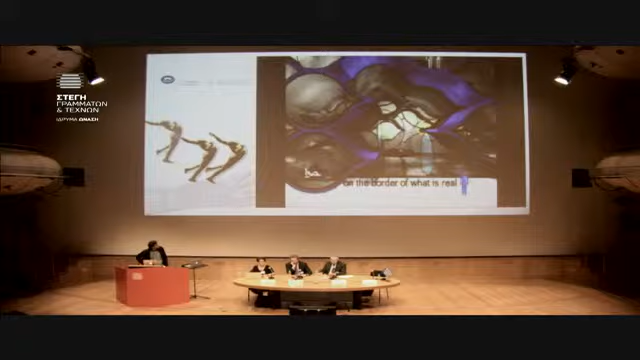 ΣΤΕΓΗ
ΓΡΑΜΜΑΤΩΝ
& ΤΕΧΝΩΝ
ΙΔΡΥΜΑ ΩΝΑΣΗ
on the border of what is real